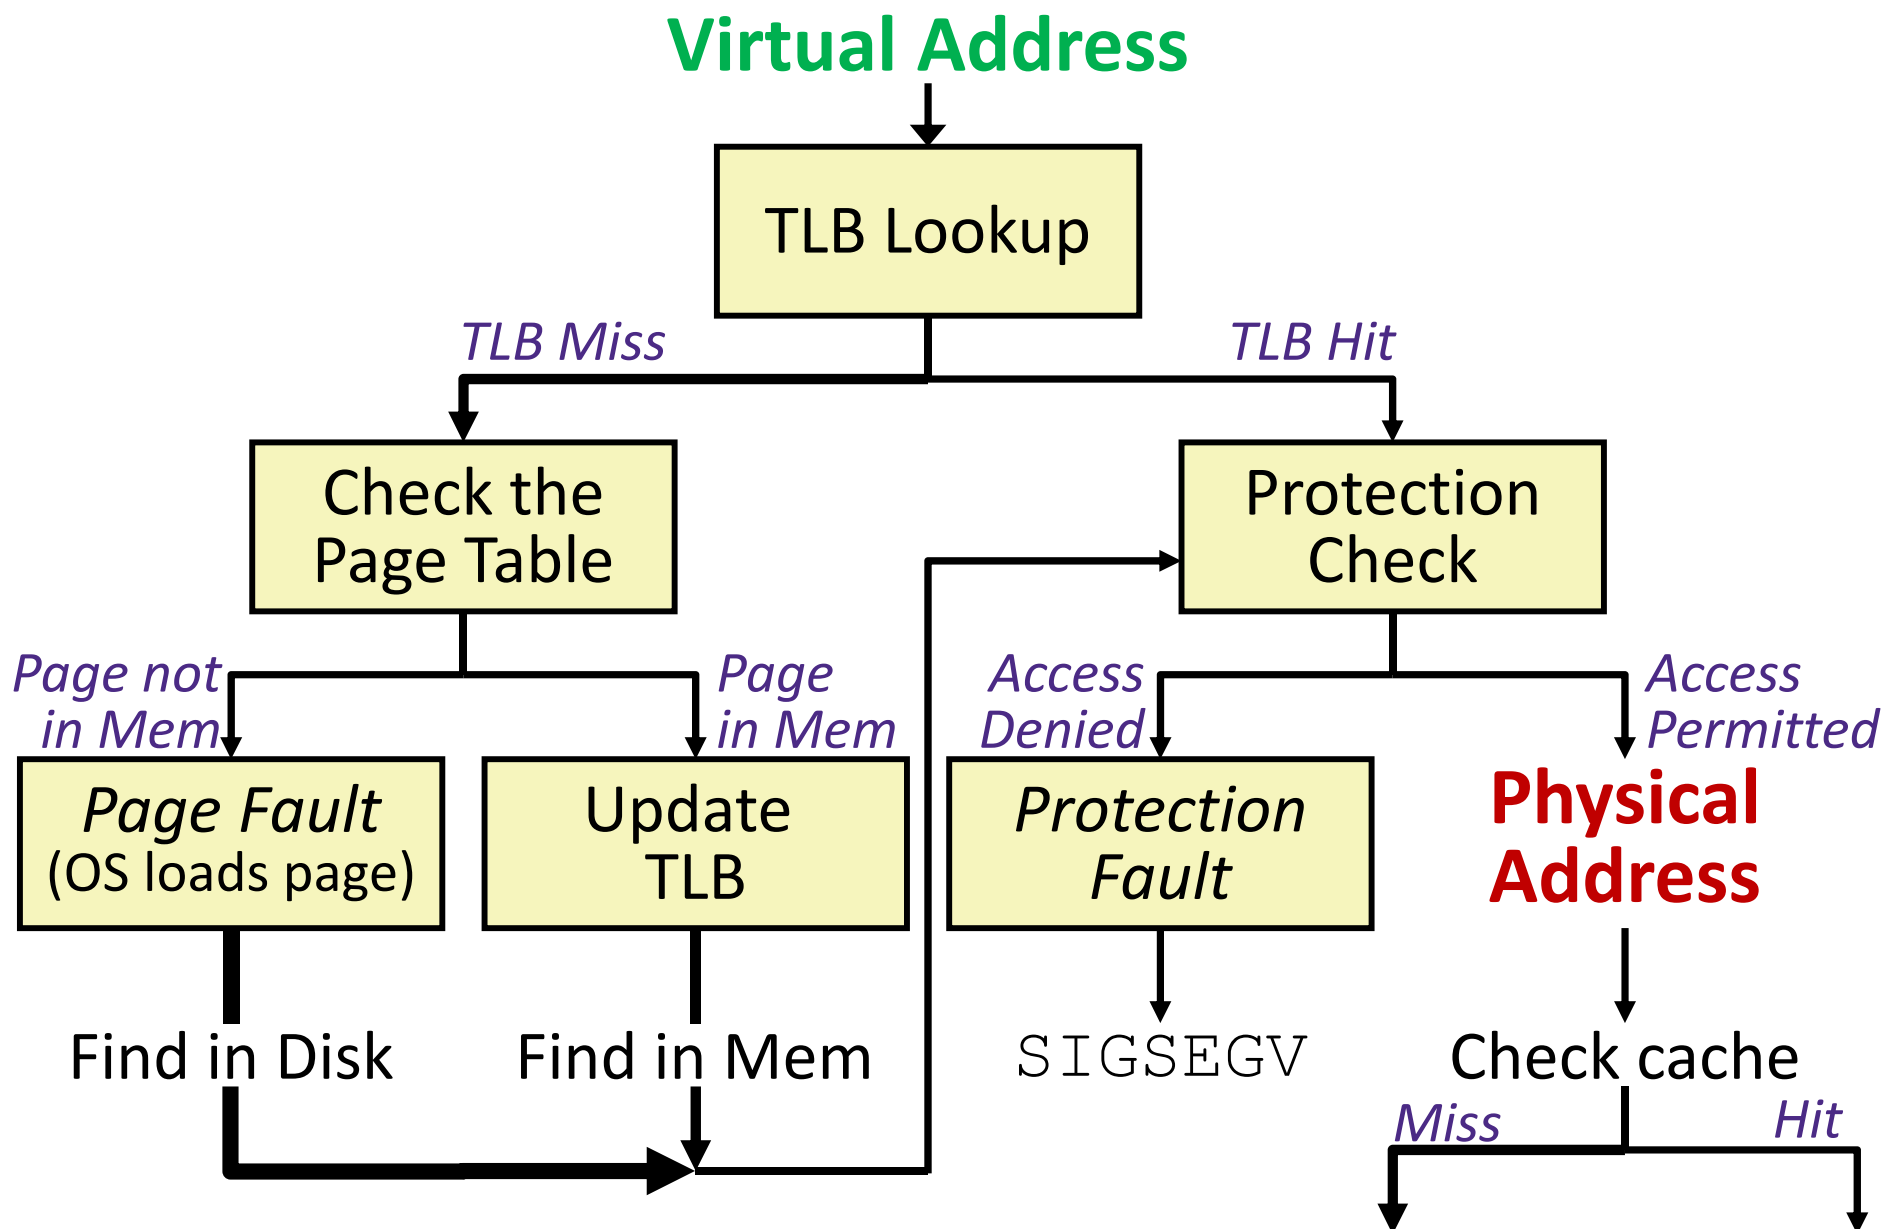 Virtual Address
TLB Lookup
TLB Miss
TLB Hit
Check the
Page Table
Protection
Check
Page not
in Mem
Page
in Mem
Access
Denied
Access
Permitted
Page Fault
(OS loads page)
Update
TLB
Protection
Fault
Physical
Address
Find in Disk
Find in Mem
SIGSEGV
Check cache
Miss
Hit